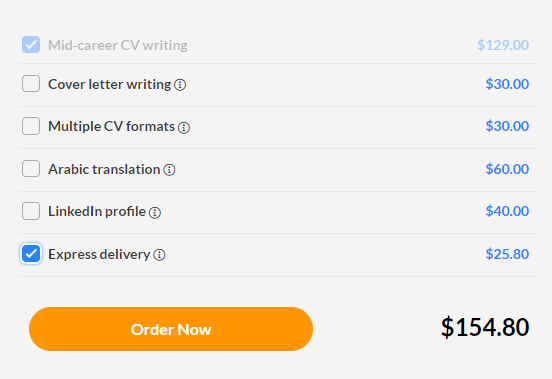 Mid-career CV writing $129.00
Cover letter writing $30.00
Multiple CV formats $30.00
Arabic translation $60.00
LinkedIn profile $40.00
Express delivery $25.80
Order Now $154.80